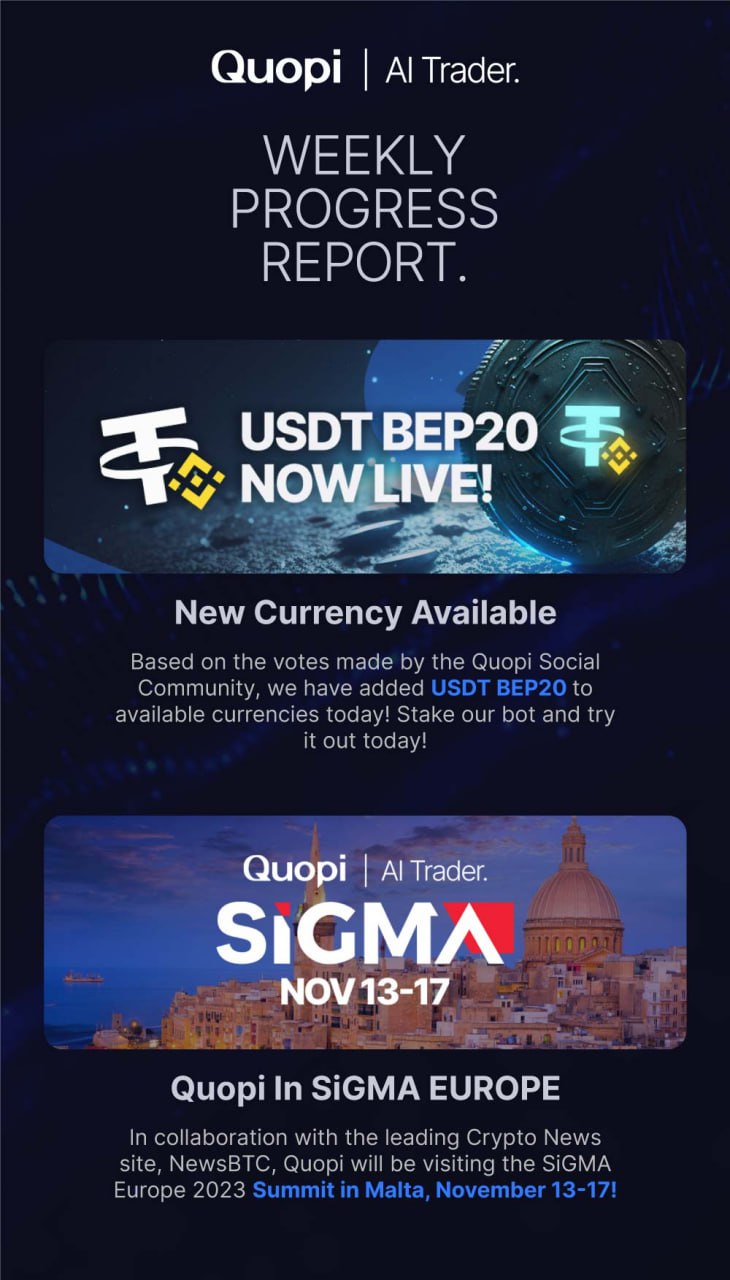 Quopi | AI Trader.
WEEKLY
PROGRESS
REPORT.
USDT BEP20
NOW LIVE!
New Currency Available
Based on the votes made by the Quopi Social
Community, we have added USDT BEP20 to
available currencies today! Stake our bot and try
it out today!
Quopi | AI Trader.
SiGMA
NOV 13-17
Quopi In SiGMA EUROPE
In collaboration with the leading Crypto News
site, NewsBTC, Quopi will be visiting the SiGMA
Europe 2023 Summit in Malta, November 13-17!